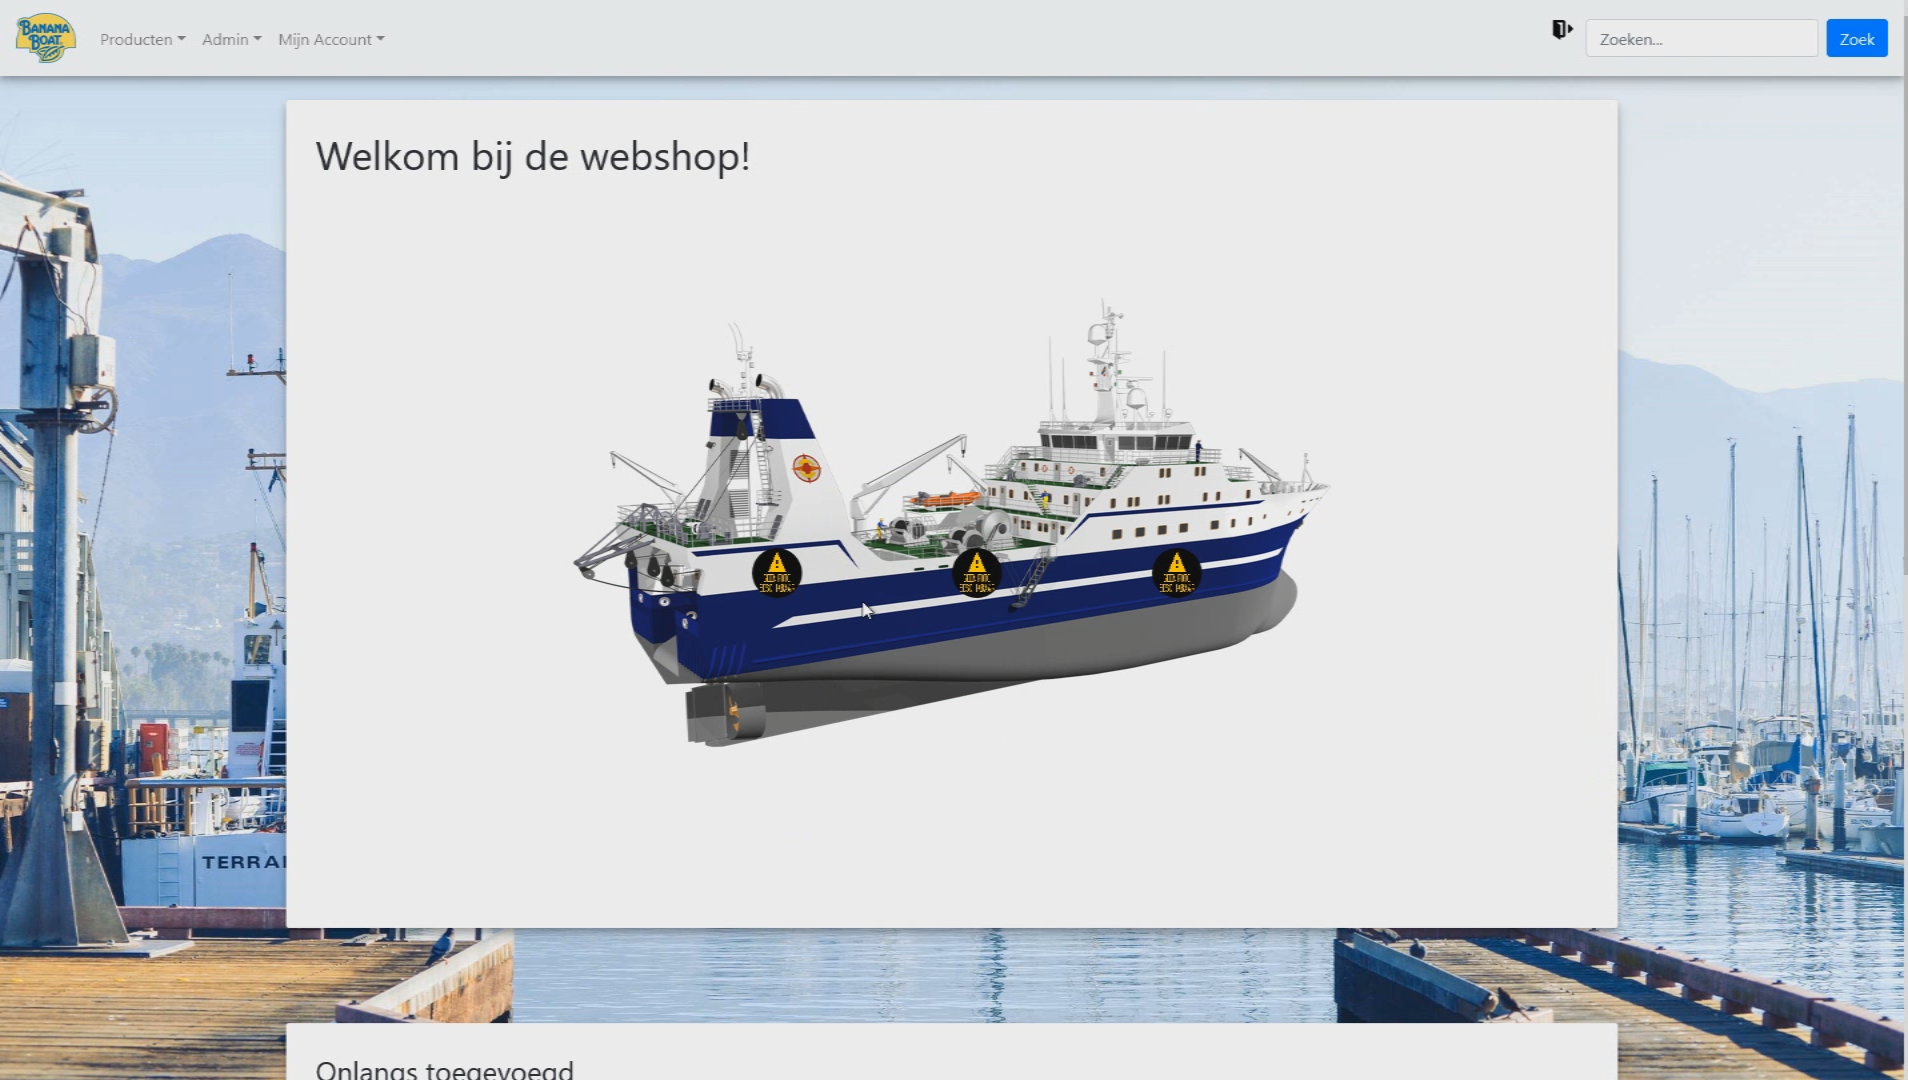 BANANA
BOAT
Producten
Admin
Mijn Account
Zoeken...
Zoek
Welkom bij de webshop!
TERRA
Onlangs toegevoegd